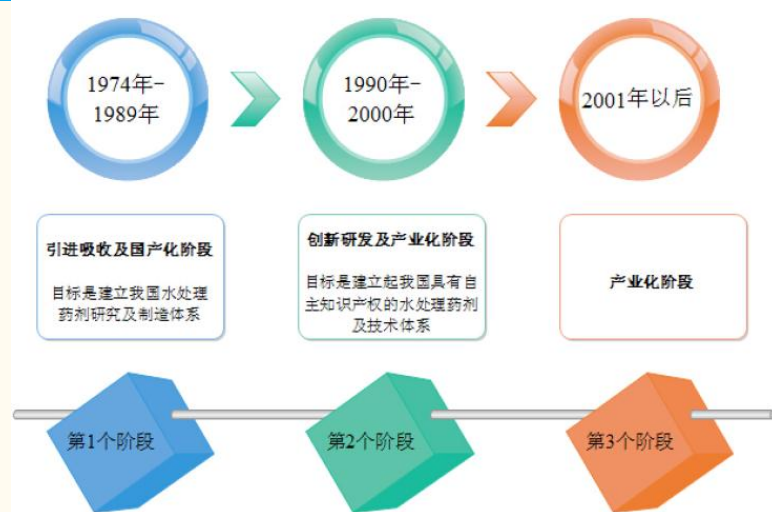 1974年-
1989年
1990年-
2000年
2001年以后
引进吸收及国产化阶段
目标是建立我国水处理
药剂研究及制造体系
创新研发及产业化阶段
目标是建立起我国具有自
主知识产权的水处理药剂
及技术体系
产业化阶段
第1个阶段
第2个阶段
第3个阶段